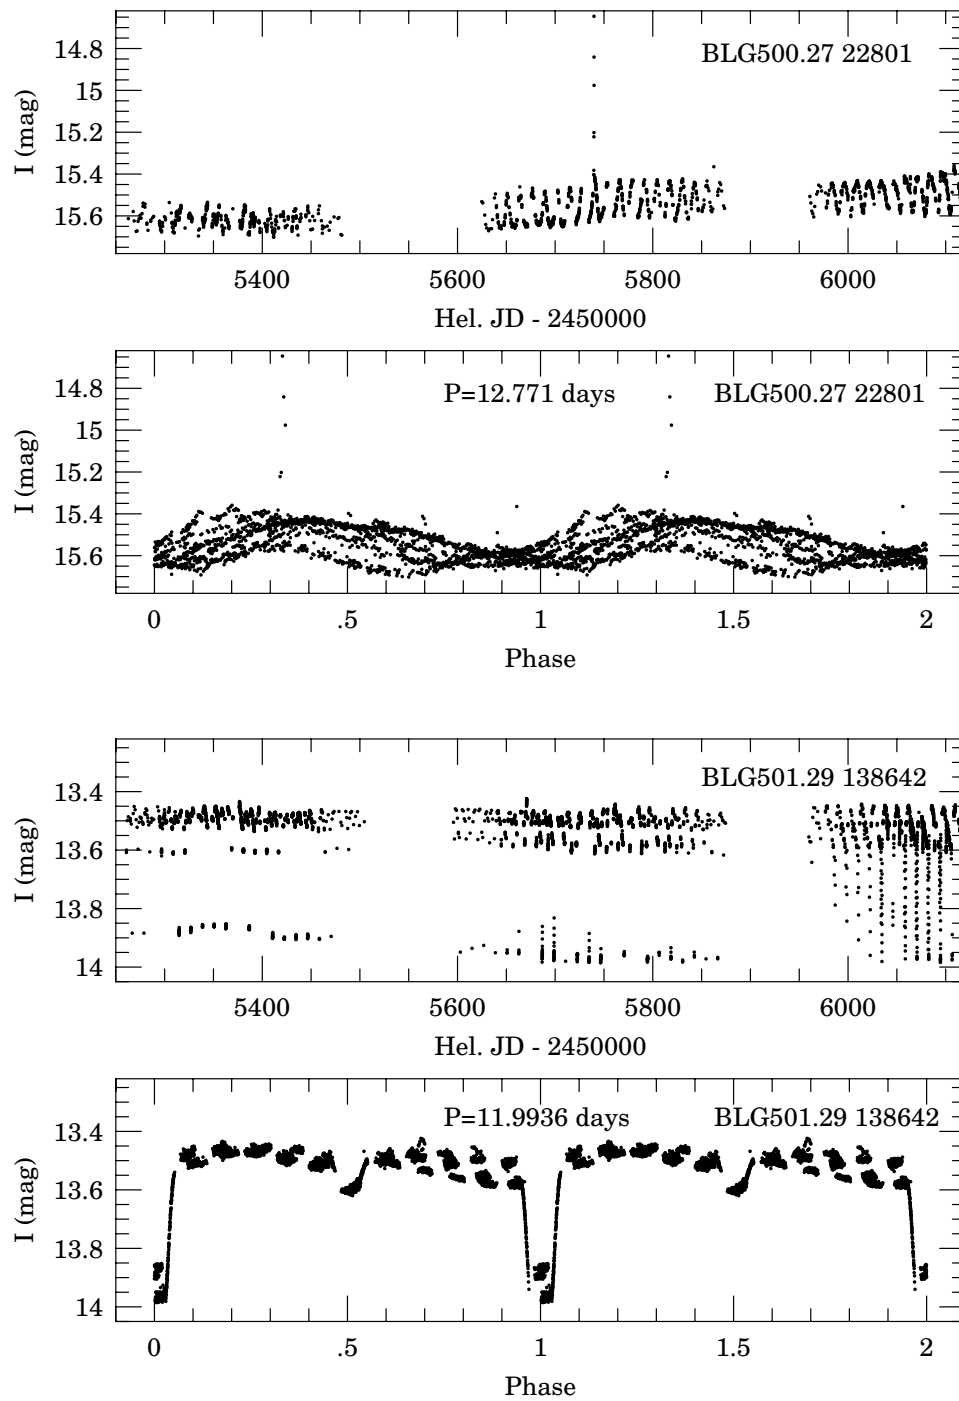 BLG500.27 22801
14.8
15
15.2
15.4
15.6
I (mag)
5400 5600 5800 6000
Hel. JD - 2450000
P=12.771 days BLG500.27 22801
14.8
15
15.2
15.4
15.6
I (mag)
0 .5 1 1.5 2
Phase
BLG501.29 138642
13.4
13.6
13.8
14
I (mag)
5400 5600 5800 6000
Hel. JD - 2450000
P=11.9936 days BLG501.29 138642
13.4
13.6
13.8
14
I (mag)
0 .5 1 1.5 2
Phase